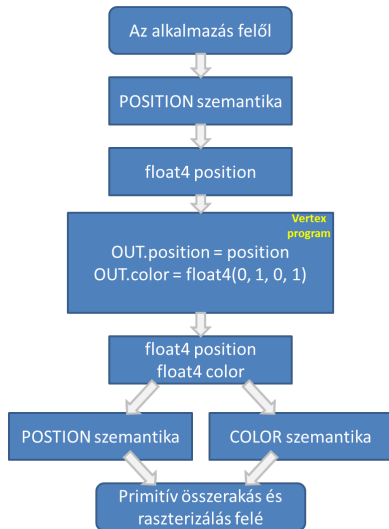 Az alkalmazás felől
POSITION szemantika
float4 position
Vertex
program
OUT.position = position
OUT.color = float4(0, 1, 0, 1)
float4 position
float4 color
POSTION szemantika
COLOR szemantika
Primitív összerakás és
raszterizálás felé